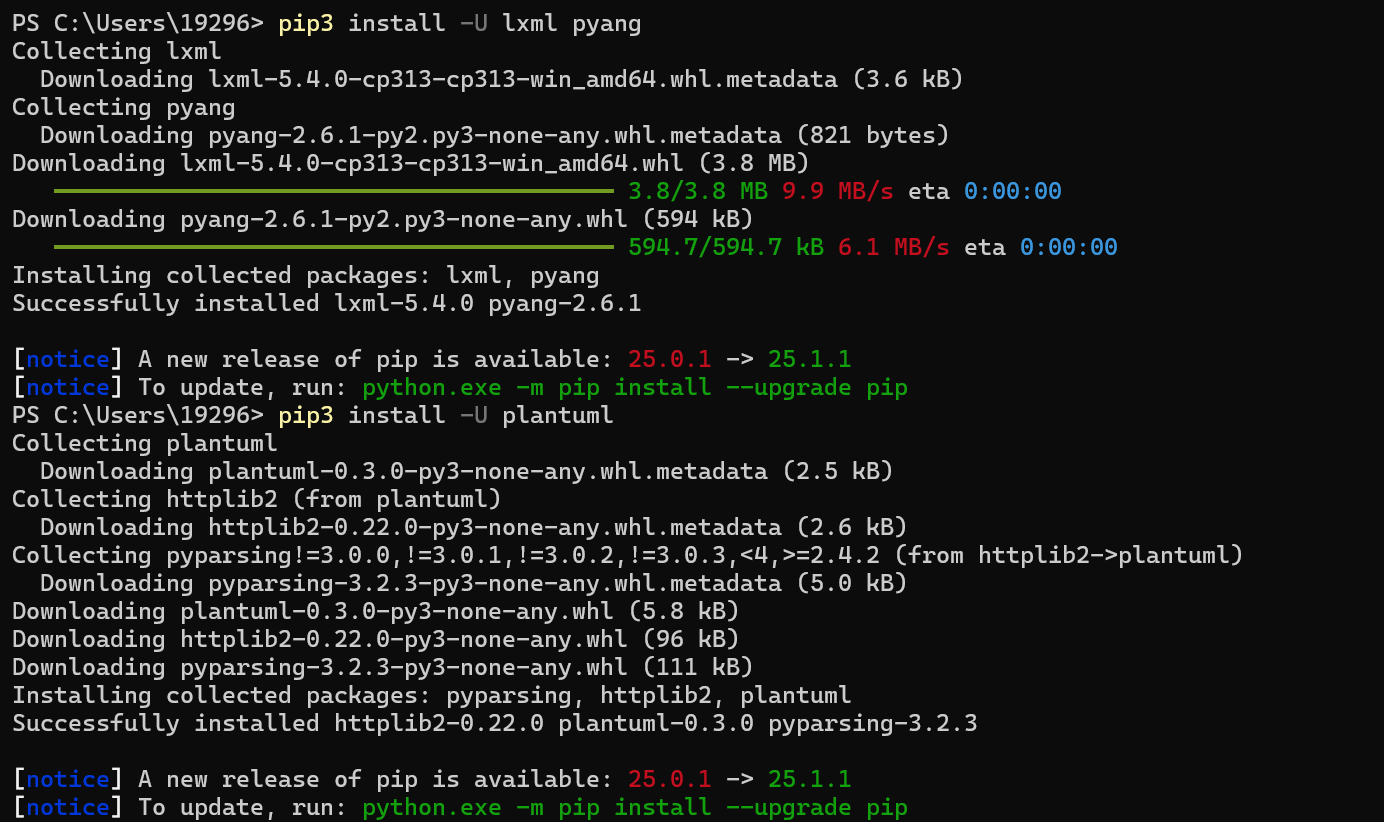 PS C:\Users\19296> pip3 install -U lxml pyang
Collecting lxml
  Downloading lxml-5.4.0-cp313-cp313-win_amd64.whl.metadata (3.6 kB)
Collecting pyang
  Downloading pyang-2.6.1-py2.py3-none-any.whl.metadata (821 bytes)
Downloading lxml-5.4.0-cp313-cp313-win_amd64.whl (3.8 MB)
3.8/3.8 MB 9.9 MB/s eta 0:00:00
Downloading pyang-2.6.1-py2.py3-none-any.whl (594 kB)
594.7/594.7 kB 6.1 MB/s eta 0:00:00
Installing collected packages: lxml, pyang
Successfully installed lxml-5.4.0 pyang-2.6.1
[notice] A new release of pip is available: 25.0.1 -> 25.1.1
[notice] To update, run: python.exe -m pip install --upgrade pip
PS C:\Users\19296> pip3 install -U plantuml
Collecting plantuml
  Downloading plantuml-0.3.0-py3-none-any.whl.metadata (2.5 kB)
Collecting httplib2 (from plantuml)
  Downloading httplib2-0.22.0-py3-none-any.whl.metadata (2.6 kB)
Collecting pyparsing!=3.0.0,!=3.0.1,!=3.0.2,!=3.0.3,<4,>=2.4.2 (from httplib2->plantuml)
  Downloading pyparsing-3.2.3-py3-none-any.whl.metadata (5.0 kB)
Downloading plantuml-0.3.0-py3-none-any.whl (5.8 kB)
Downloading httplib2-0.22.0-py3-none-any.whl (96 kB)
Downloading pyparsing-3.2.3-py3-none-any.whl (111 kB)
Installing collected packages: pyparsing, httplib2, plantuml
Successfully installed httplib2-0.22.0 plantuml-0.3.0 pyparsing-3.2.3
[notice] A new release of pip is available: 25.0.1 -> 25.1.1
[notice] To update, run: python.exe -m pip install --upgrade pip